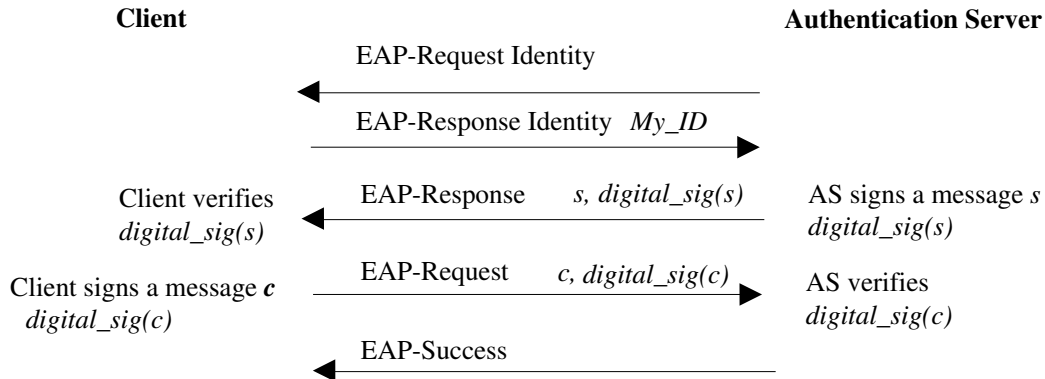 Client Authentication Server
EAP-Request Identity
EAP-Response Identity My_ID
Client verifies
digital_sig(s)
EAP-Response s, digital_sig(s)
AS signs a message s
digital_sig(s)
Client signs a message c
digital_sig(c)
EAP-Request c, digital_sig(c)
AS verifies
digital_sig(c)
EAP-Success